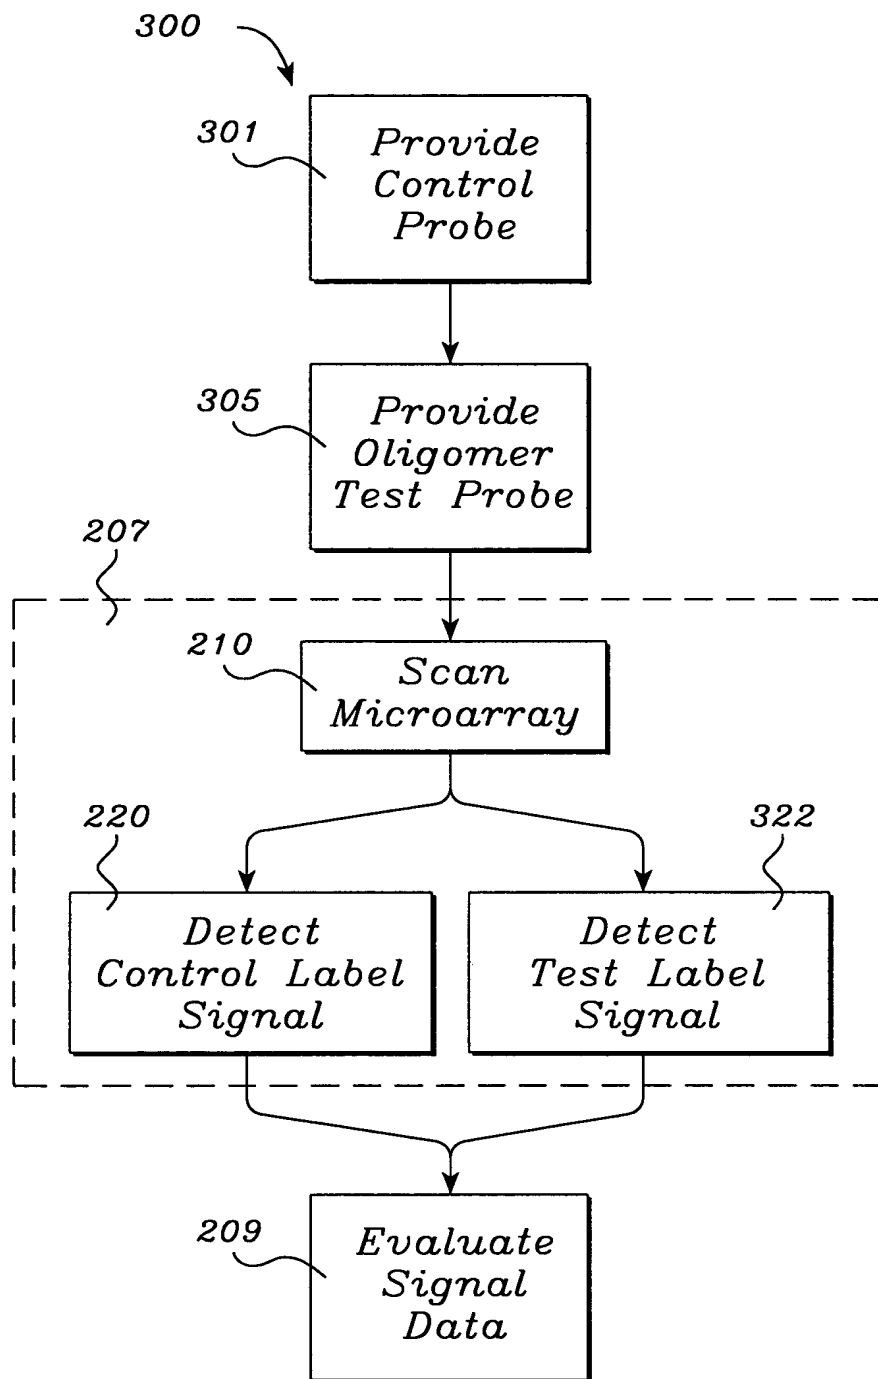 300
301
Provide
Control
Probe
305
Provide
Oligomer
Test Probe
207
210
Scan
Microarray
220
322
Detect
Control Label
Signal
Detect
Test Label
Signal
209
Evaluate
Signal
Data